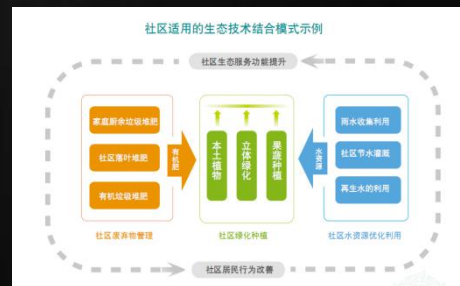 社区适用的生态技术结合模式示例
社区生态服务功能提升
家庭厨余垃圾堆肥
社区落叶堆肥
有机垃圾堆肥
有机肥
本土植物
立体绿化
果蔬种植
水资源
雨水收集利用
社区节水灌溉
再生水的利用
社区废弃物管理
社区绿化种植
社区水资源优化利用
社区居民行为改善